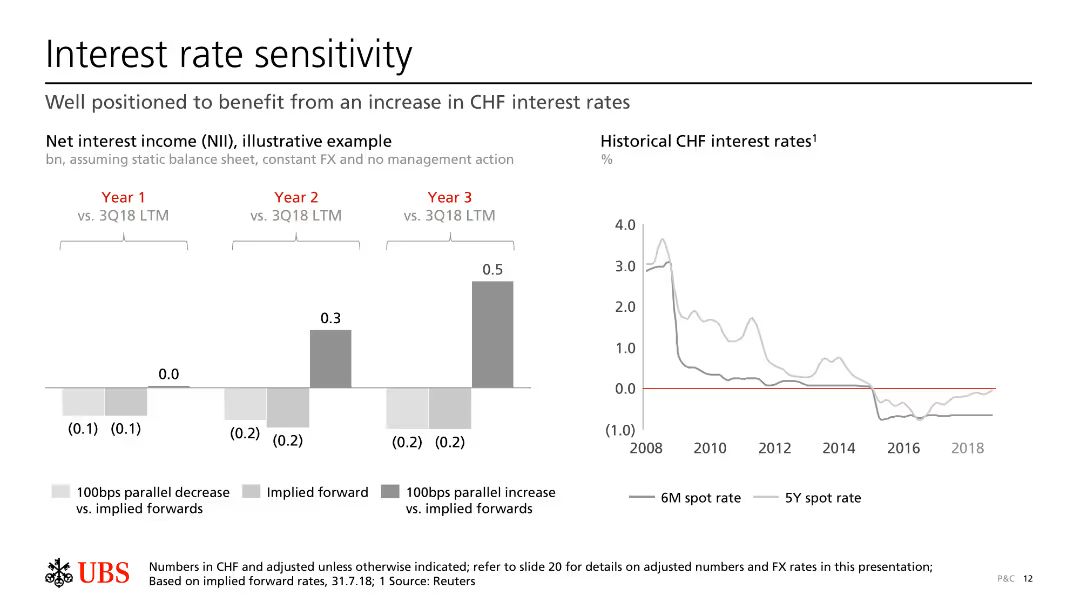 Interest rate sensitivity
Well positioned to benefit from an increase in CHF interest rates
Net interest income (NII), illustrative example
bn, assuming static balance sheet, constant FX and no management action
Year 1
vs. 3Q18 LTM
Year 2
vs. 3Q18 LTM
Year 3
vs. 3Q18 LTM
0.0
(0.1) (0.1)
0.3
(0.2) (0.2)
0.5
(0.2) (0.2)
100bps parallel decrease
vs. implied forwards
Implied forward
100bps parallel increase
vs. implied forwards
Historical CHF interest rates¹
%
4.0
3.0
2.0
1.0
0.0
(1.0)
2008 2010 2012 2014 2016 2018
6M spot rate 5Y spot rate
UBS
Numbers in CHF and adjusted unless otherwise indicated; refer to slide 20 for details on adjusted numbers and FX rates in this presentation;
Based on implied forward rates, 31.7.18; 1 Source: Reuters
P&C 12